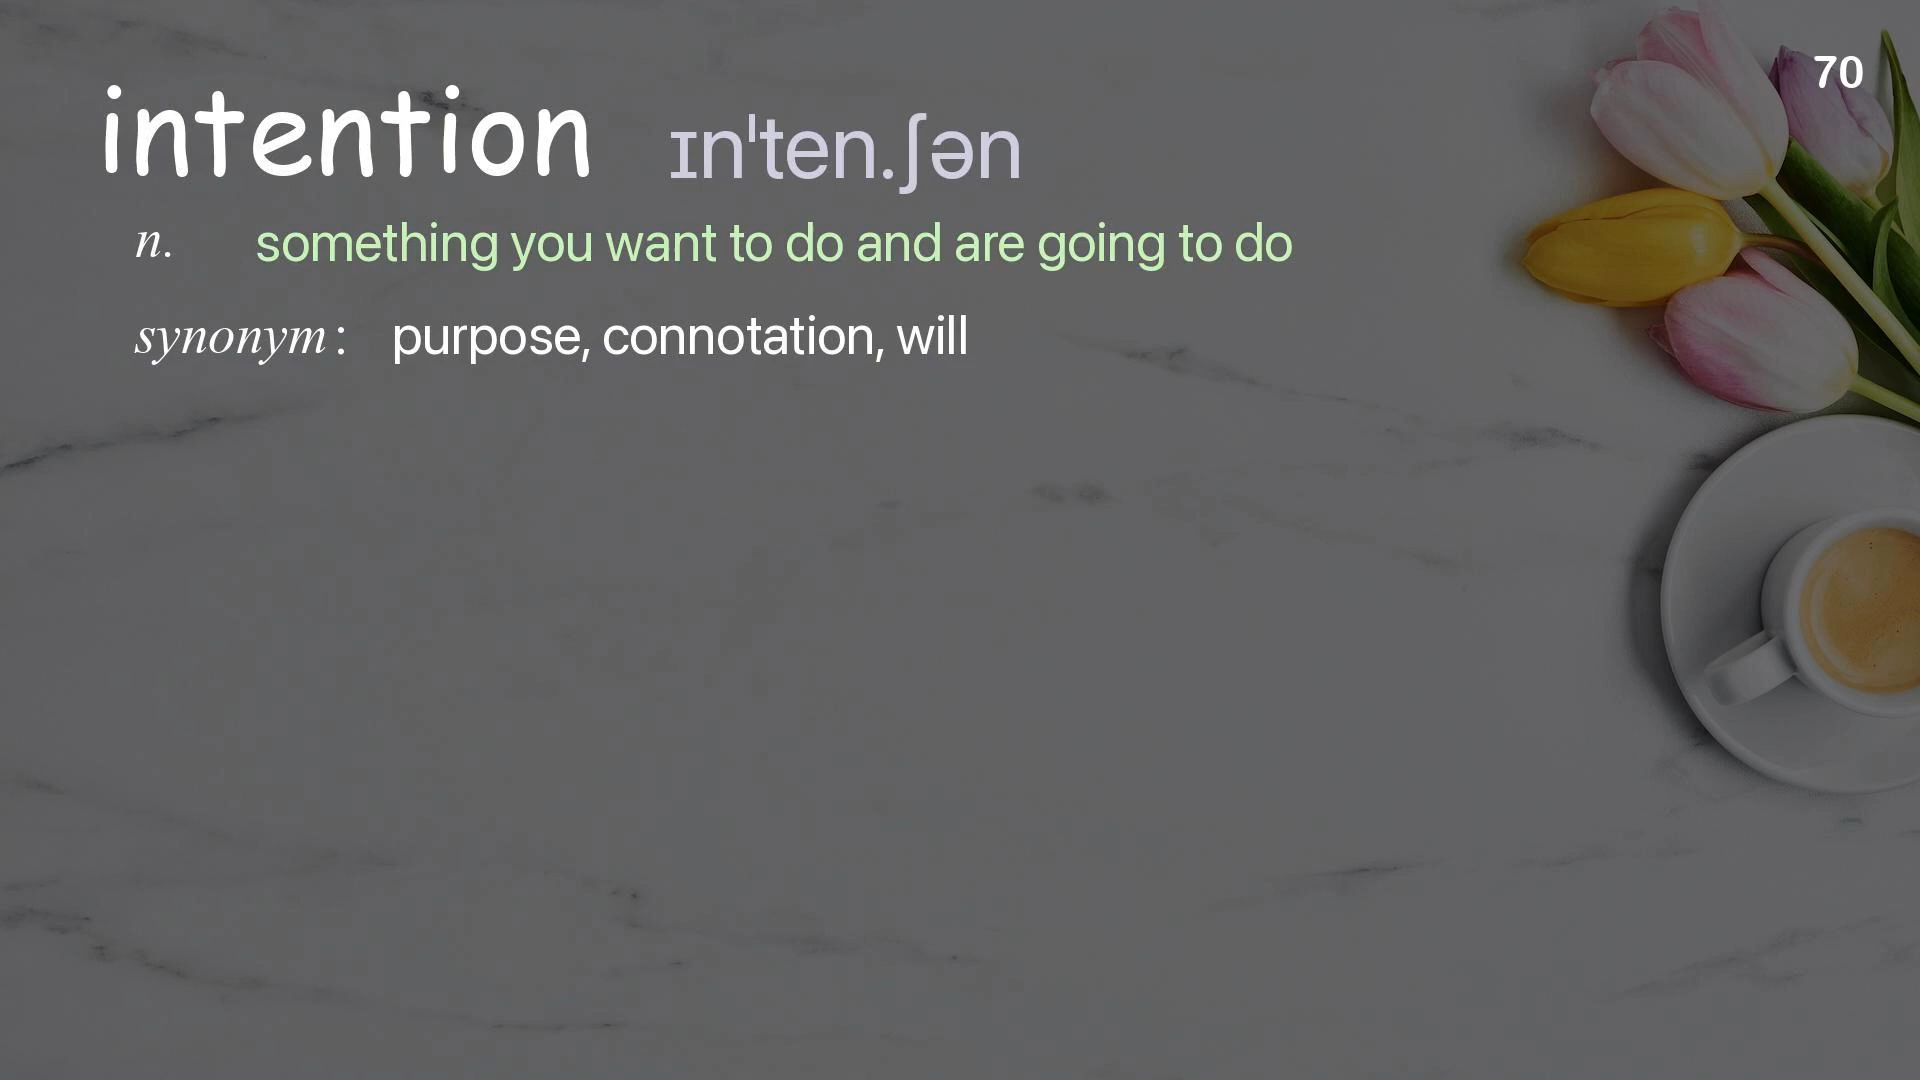 70
intention ɪnˈten.ʃən
n. something you want to do and are going to do
synonym: purpose, connotation, will